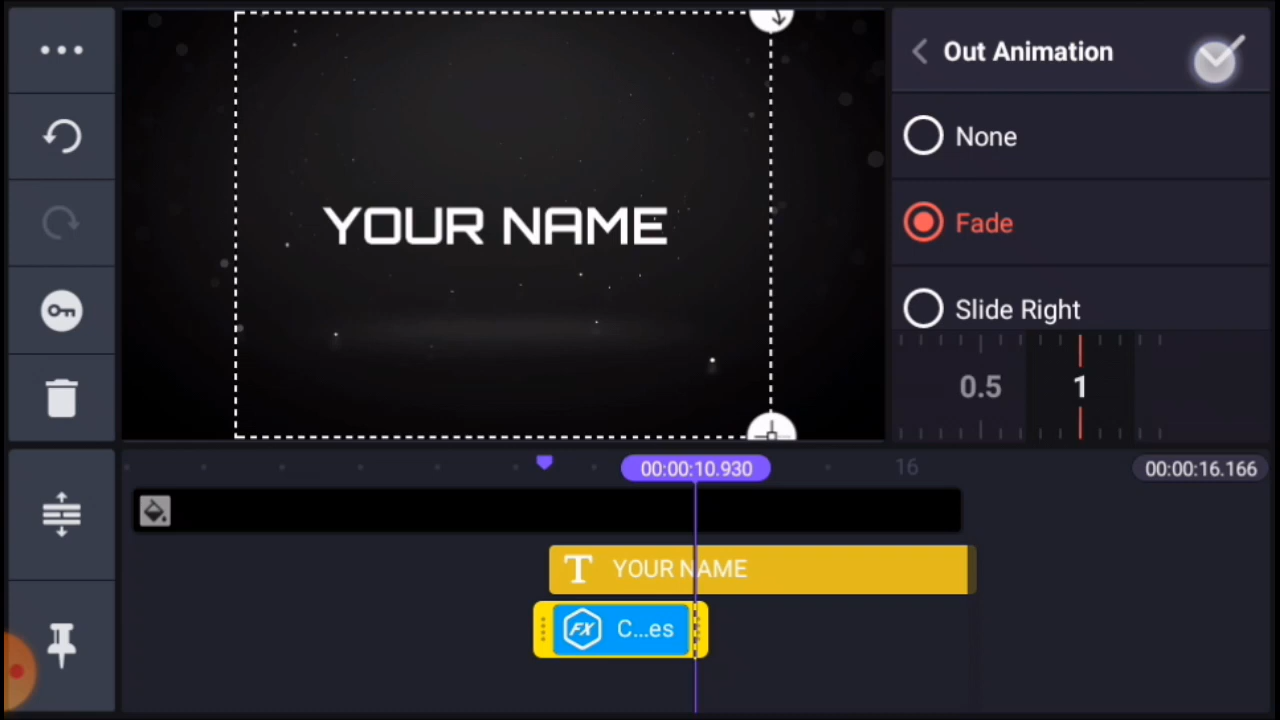 Out Animation
None
YOUR NAME
Fade
Slide Right
0.5
1
00:00:10.930
16
00:00:16.166
T YOUR NAME
FX C...es